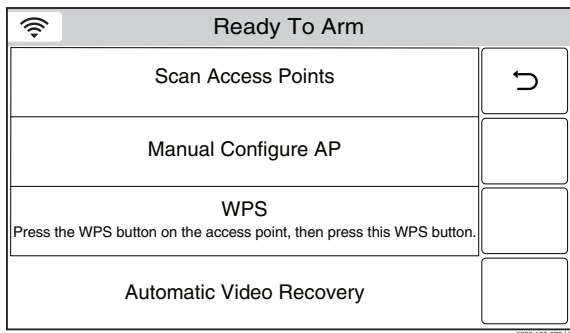 Ready To Arm
Scan Access Points
Manual Configure AP
WPS
Press the WPS button on the access point, then press this WPS button.
Automatic Video Recovery